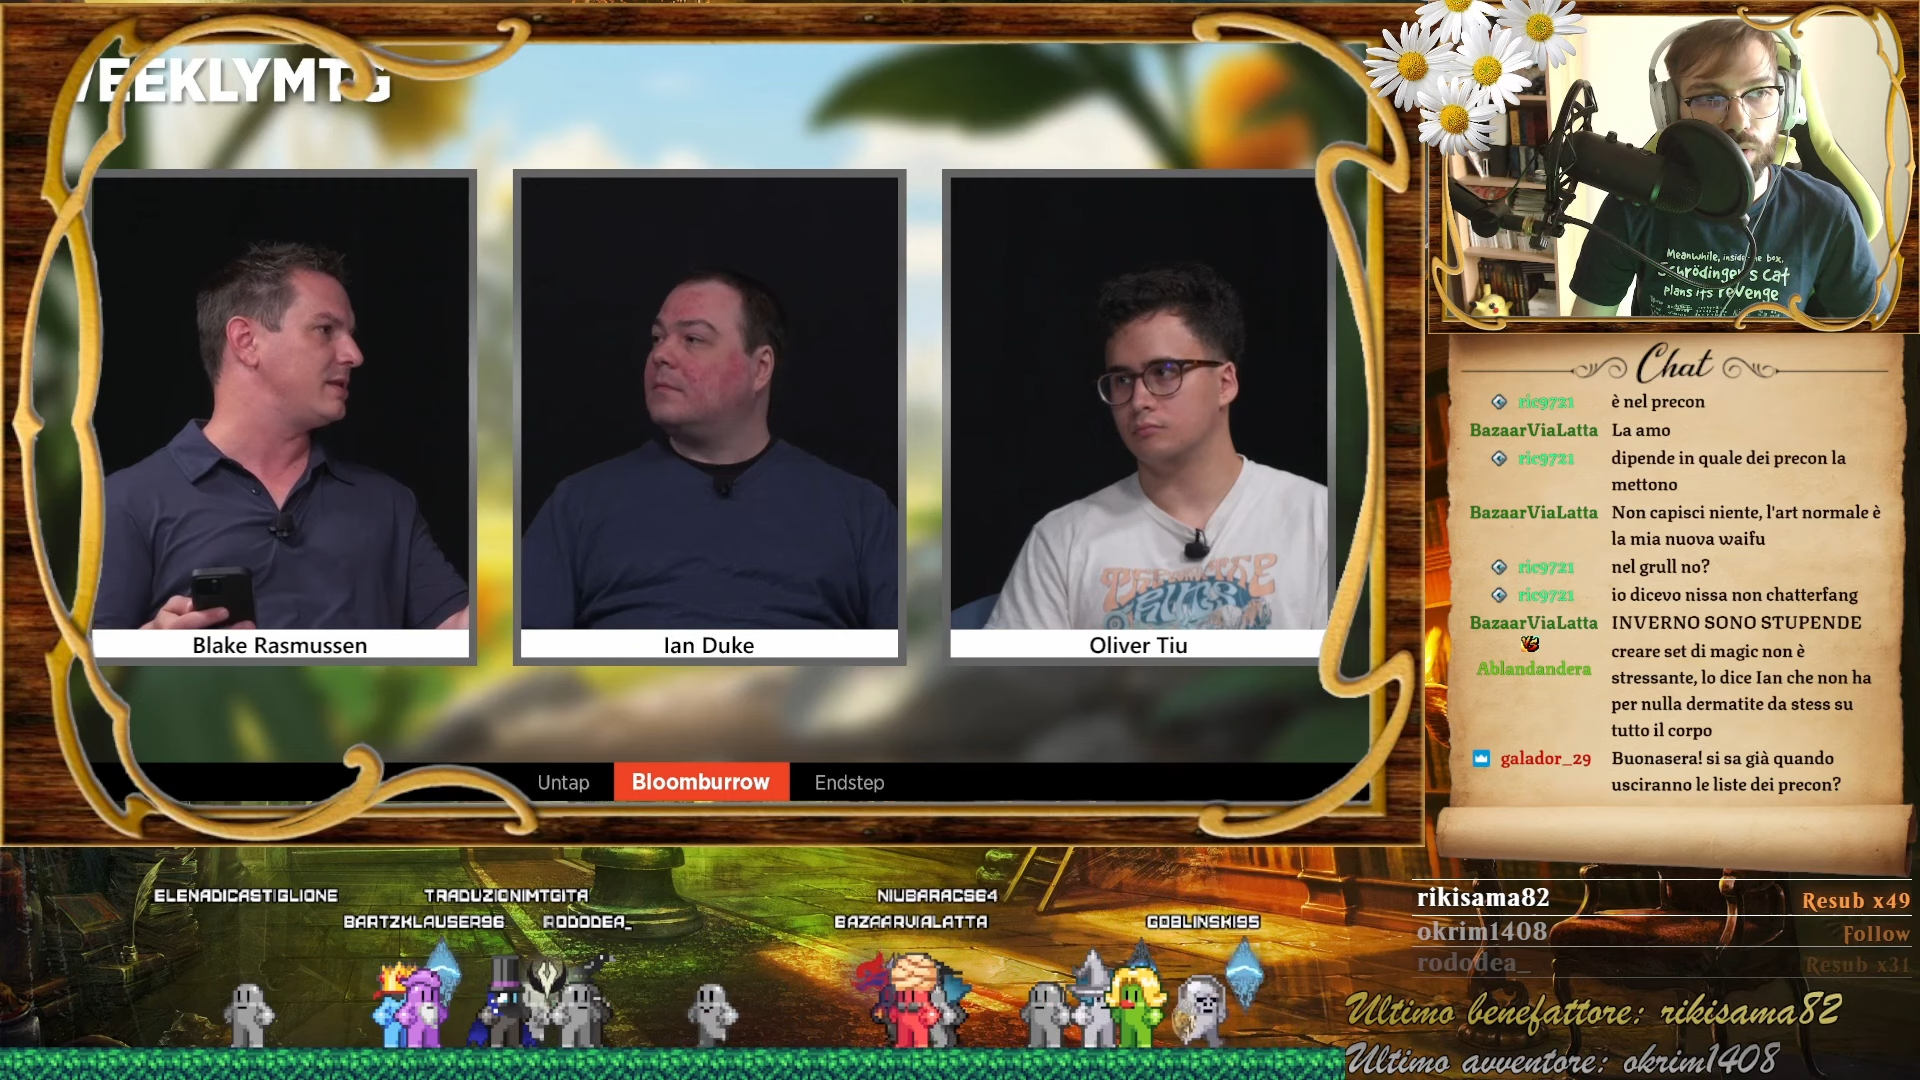 WEEKLYMTG
Blake Rasmussen
Ian Duke
Oliver Tiu
Untap
Bloomburrow
Endstep
Meanwhile, inside the box,
Schrödinger's cat
plans its revenge
Chat
ric9721 è nel precon
BazaarViaLatta La amo
ric9721 dipende in quale dei precon la
mettono
BazaarViaLatta Non capisci niente, l'art normale è
la mia nuova waifu
ric9721 nel grull no?
ric9721 io dicevo nissa non chatterfang
BazaarViaLatta INVERNO SONO STUPENDE
Ablandandera creare set di magic non è
stressante, lo dice Ian che non ha
per nulla dermatite da stess su
tutto il corpo
galador_29 Buonasera! si sa già quando
usciranno le liste dei precon?
ELENADICASTIGLIONE
TRADUZIONIMTGITA
NIUBARACS64
BARTZKLAUSER96
RODODEA_
BAZAARVIALATTA
GOBLINSKI95
rikisama82 Resub x49
okrim1408 Follow
rododea_ Resub x31
Ultimo benefattore: rikisama82
Ultimo avventore: okrim1408